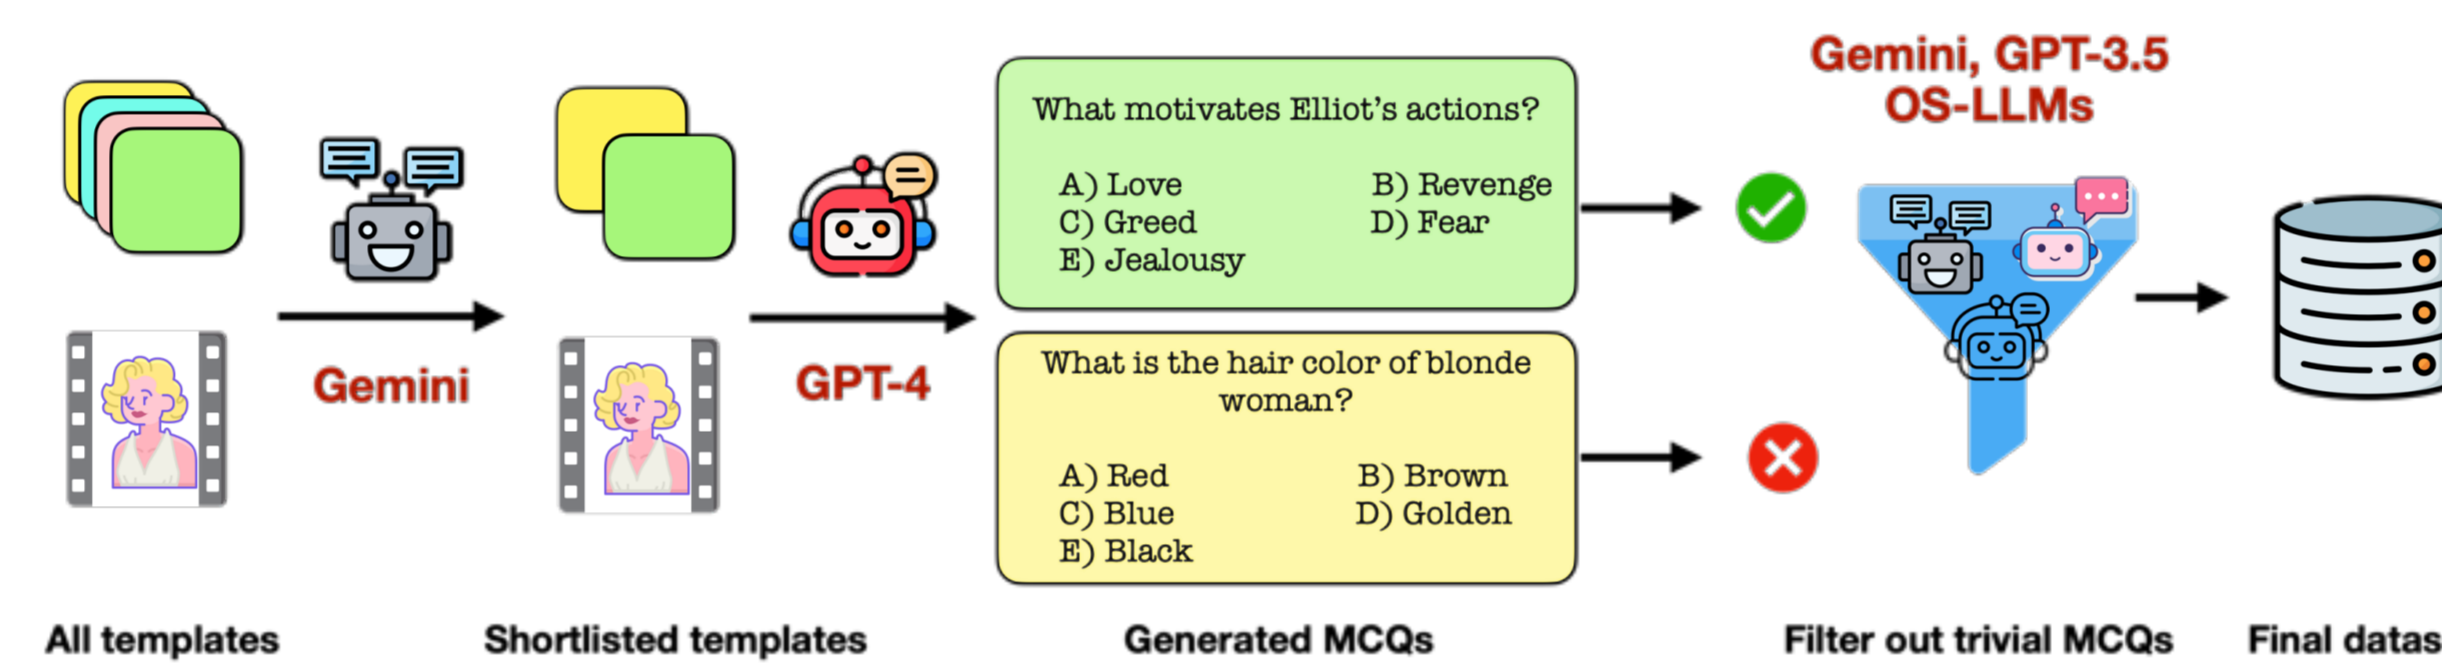 Gemini, GPT-3.5
OS-LLMs
What motivates Elliot's actions?
A) Love B) Revenge
C) Greed D) Fear
E) Jealousy
Gemini
GPT-4
What is the hair color of blonde
woman?
A) Red B) Brown
C) Blue D) Golden
E) Black
All templates
Shortlisted templates
Generated MCQs
Filter out trivial MCQs
Final datas